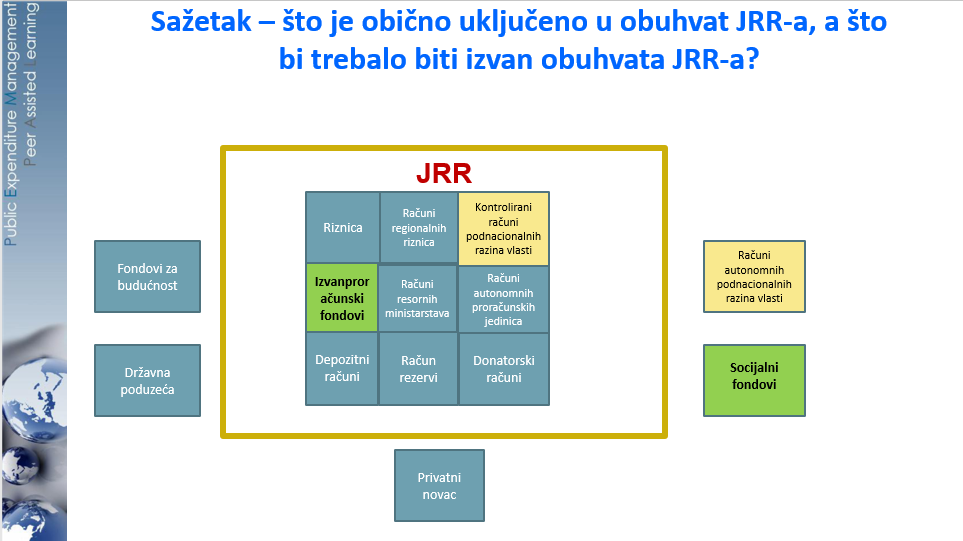 Public Expenditure Management
Peer Assisted Learning
Sažetak – što je obično uključeno u obuhvat JRR-a, a što
bi trebalo biti izvan obuhvata JRR-a?
JRR
Riznica
Računi
regionalnih
riznica
Kontrolirani
računi
podnacionalnih
razina vlasti
Izvanpror
ačunski
fondovi
Računi
resornih
ministarstava
Računi
autonomnih
proračunskih
jedinica
Depozitni
računi
Račun
rezervi
Donatorski
računi
Fondovi za
budućnost
Državna
poduzeća
Računi
autonomnih
podnacionalnih
razina vlasti
Socijalni
fondovi
Privatni
novac